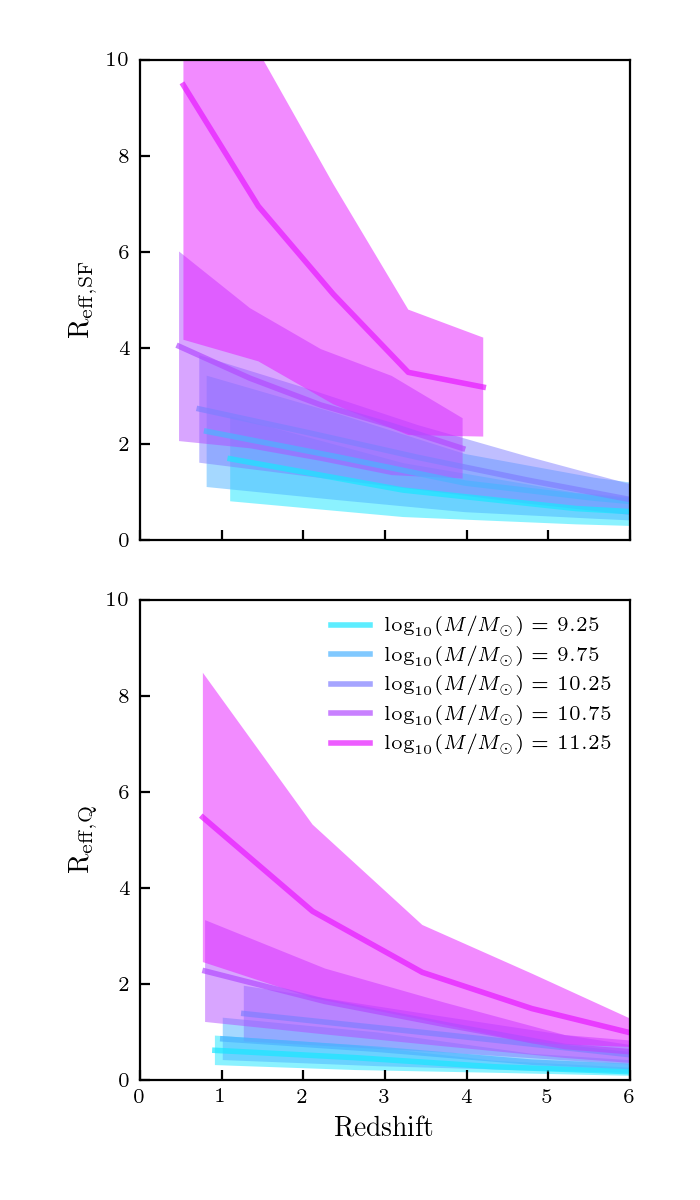 10
8
6
4
2
0
R_eff,SF
10
8
6
4
2
0
R_eff,Q
log₁₀(M/M⊙) = 9.25
log₁₀(M/M⊙) = 9.75
log₁₀(M/M⊙) = 10.25
log₁₀(M/M⊙) = 10.75
log₁₀(M/M⊙) = 11.25
0 1 2 3 4 5 6
Redshift